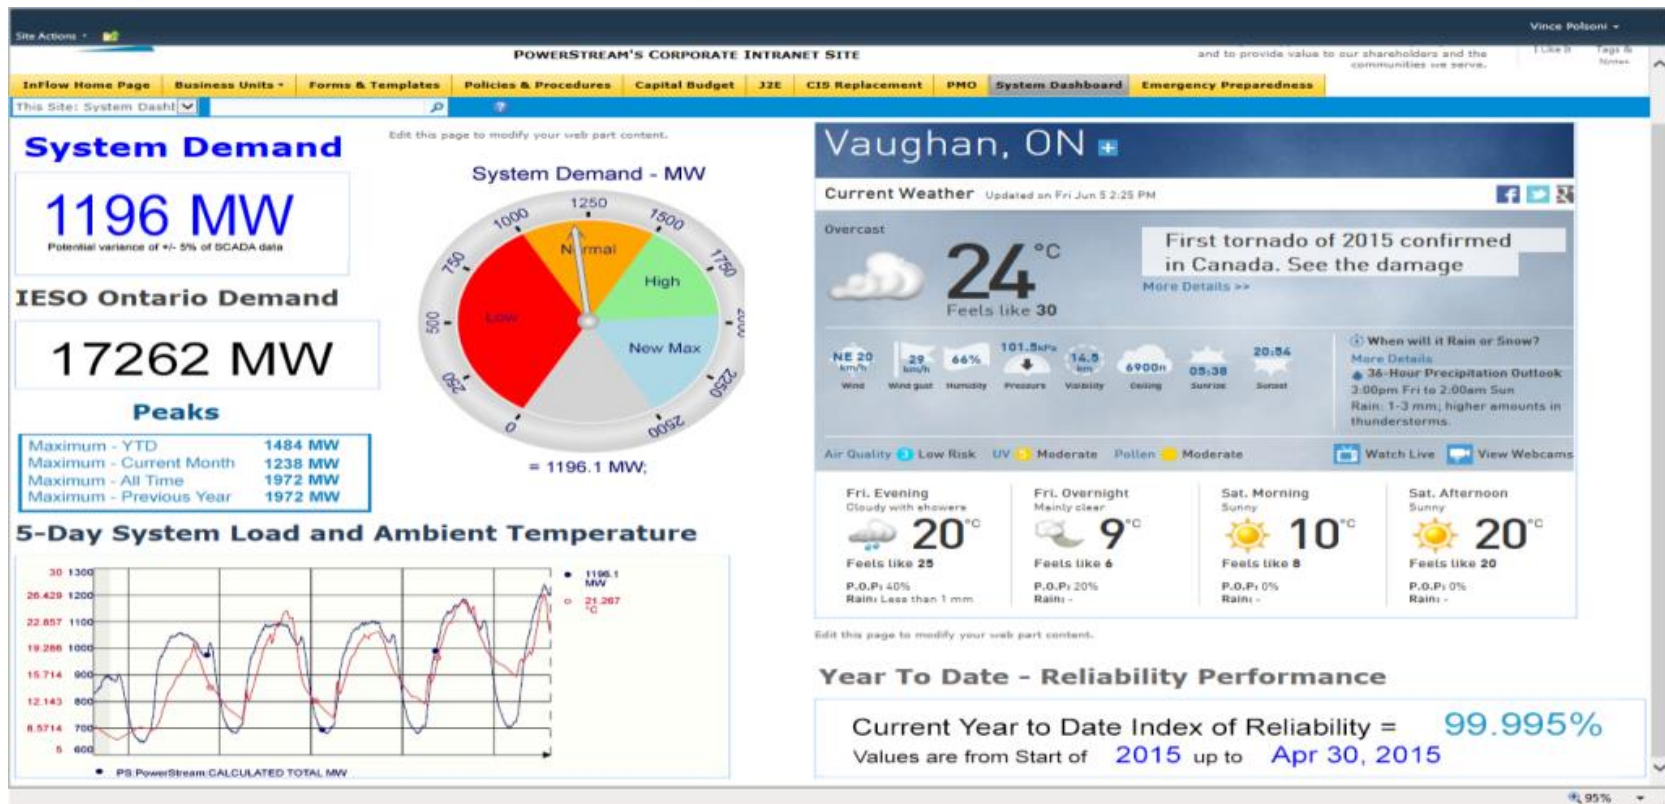 Vince Polsoni
Site Actions
POWERSTREAM'S CORPORATE INTRANET SITE
and to provide value to our shareholders and the
communities we serve.
I Like It
Tags &
Notes
InFlow Home Page Business Units Forms & Templates Policies & Procedures Capital Budget J2E CIS Replacement PMO System Dashboard Emergency Preparedness
This Site: System Dasht
System Demand
1196 MW
Potential variance of +/- 5% of SCADA data
IESO Ontario Demand
17262 MW
Peaks
Maximum - YTD 1484 MW
Maximum - Current Month 1238 MW
Maximum - All Time 1972 MW
Maximum - Previous Year 1972 MW
Edit this page to modify your web part content.
System Demand - MW
0 250 500 750 1000 1250 1500 1750 2000 2250 2500
Low
Normal
High
New Max
= 1196.1 MW;
5-Day System Load and Ambient Temperature
30 1300
26.429 1200
22.857 1100
19.286 1000
15.714 900
12.143 800
8.5714 700
5 600
1196.1
MW
21.267
°C
PS.PowerStream:CALCULATED TOTAL MW
Vaughan, ON
Current Weather Updated on Fri Jun 5 2:25 PM
Overcast
24°C
Feels like 30
First tornado of 2015 confirmed
in Canada. See the damage
More Details >>
NE 20
km/h
Wind
29
km/h
Wind gust
66%
Humidity
101.5kPa
Pressure
14.5
km
Visibility
6900
Ceiling
05:38
Sunrise
20:54
Sunset
When will it Rain or Snow?
More Details
36-Hour Precipitation Outlook
3:00pm Fri to 2:00am Sun
Rain: 1-3 mm; higher amounts in
thunderstorms.
Air Quality 3 Low Risk UV 5 Moderate Pollen Moderate
Watch Live View Webcams
Fri. Evening
Cloudy with showers
20°C
Feels like 25
P.O.P: 40%
Rain: Less than 1 mm
Fri. Overnight
Mainly clear
9°C
Feels like 6
P.O.P: 20%
Rain: -
Sat. Morning
Sunny
10°C
Feels like 8
P.O.P: 0%
Rain: -
Sat. Afternoon
Sunny
20°C
Feels like 20
P.O.P: 0%
Rain: -
Edit this page to modify your web part content.
Year To Date - Reliability Performance
Current Year to Date Index of Reliability = 99.995%
Values are from Start of 2015 up to Apr 30, 2015
95%